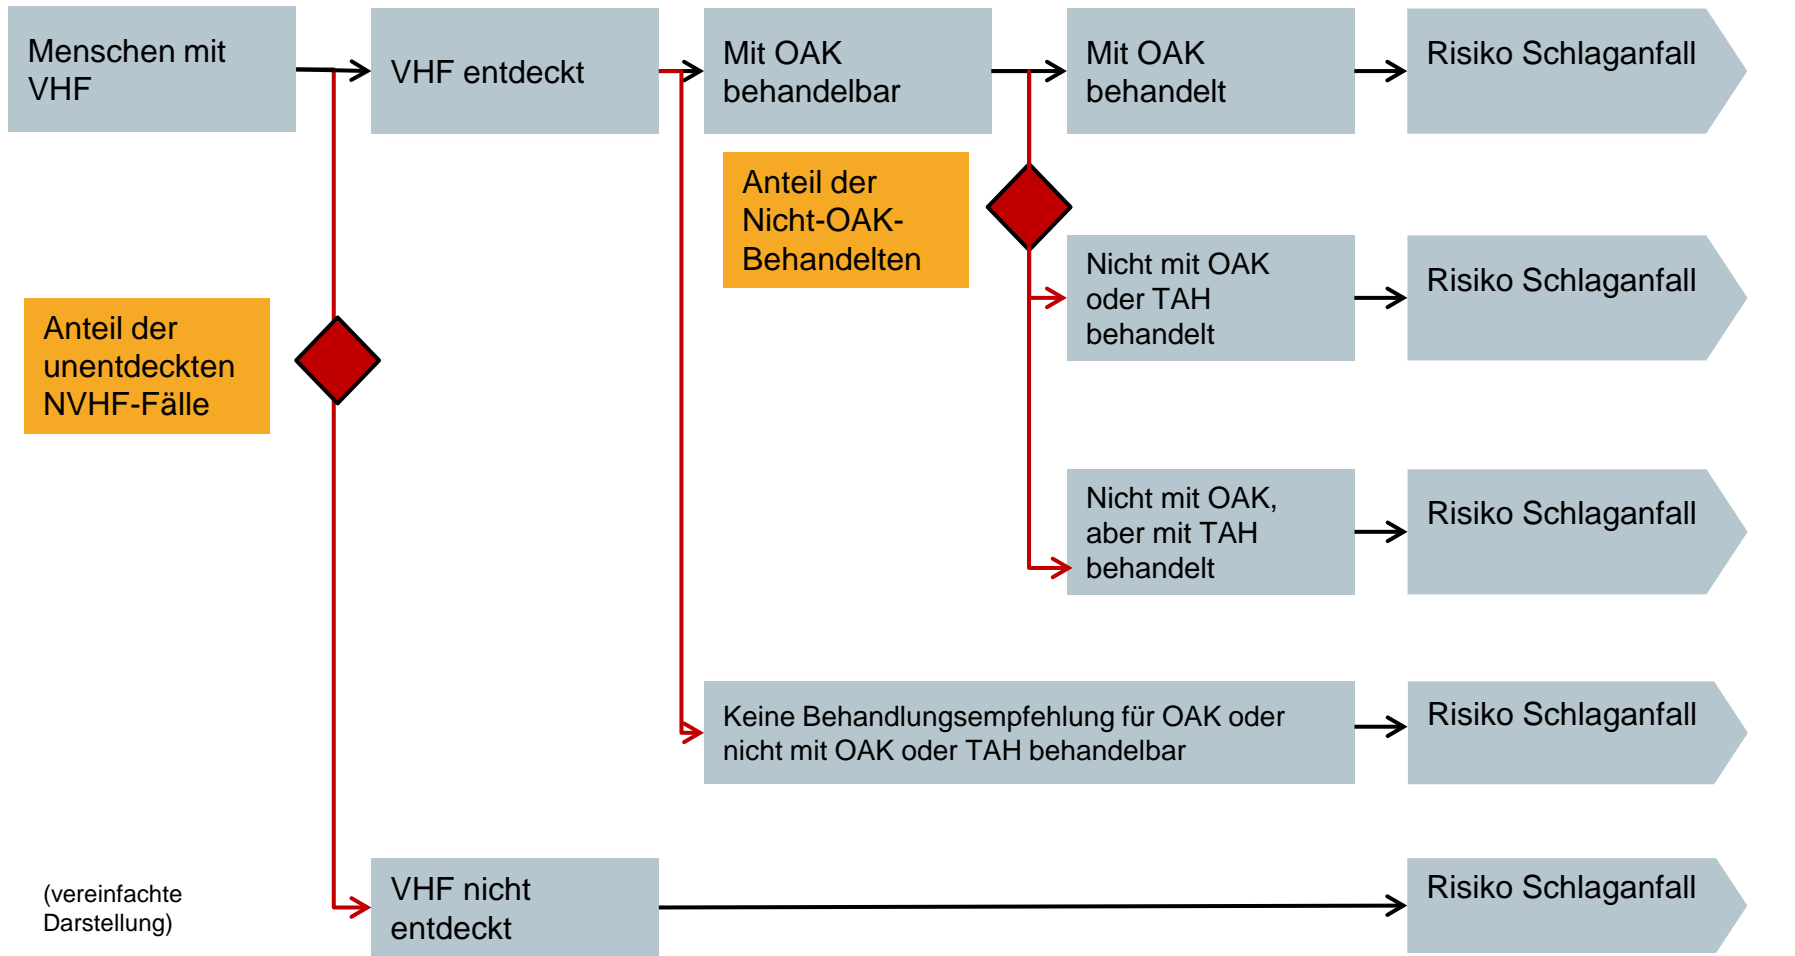 Menschen mit
VHF
VHF entdeckt
Mit OAK
behandelbar
Mit OAK
behandelt
Risiko Schlaganfall
Anteil der
Nicht-OAK-
Behandelten
Nicht mit OAK
oder TAH
behandelt
Risiko Schlaganfall
Anteil der
unentdeckten
NVHF-Fälle
Nicht mit OAK,
aber mit TAH
behandelt
Risiko Schlaganfall
Keine Behandlungsempfehlung für OAK oder
nicht mit OAK oder TAH behandelbar
Risiko Schlaganfall
(vereinfachte
Darstellung)
VHF nicht
entdeckt
Risiko Schlaganfall